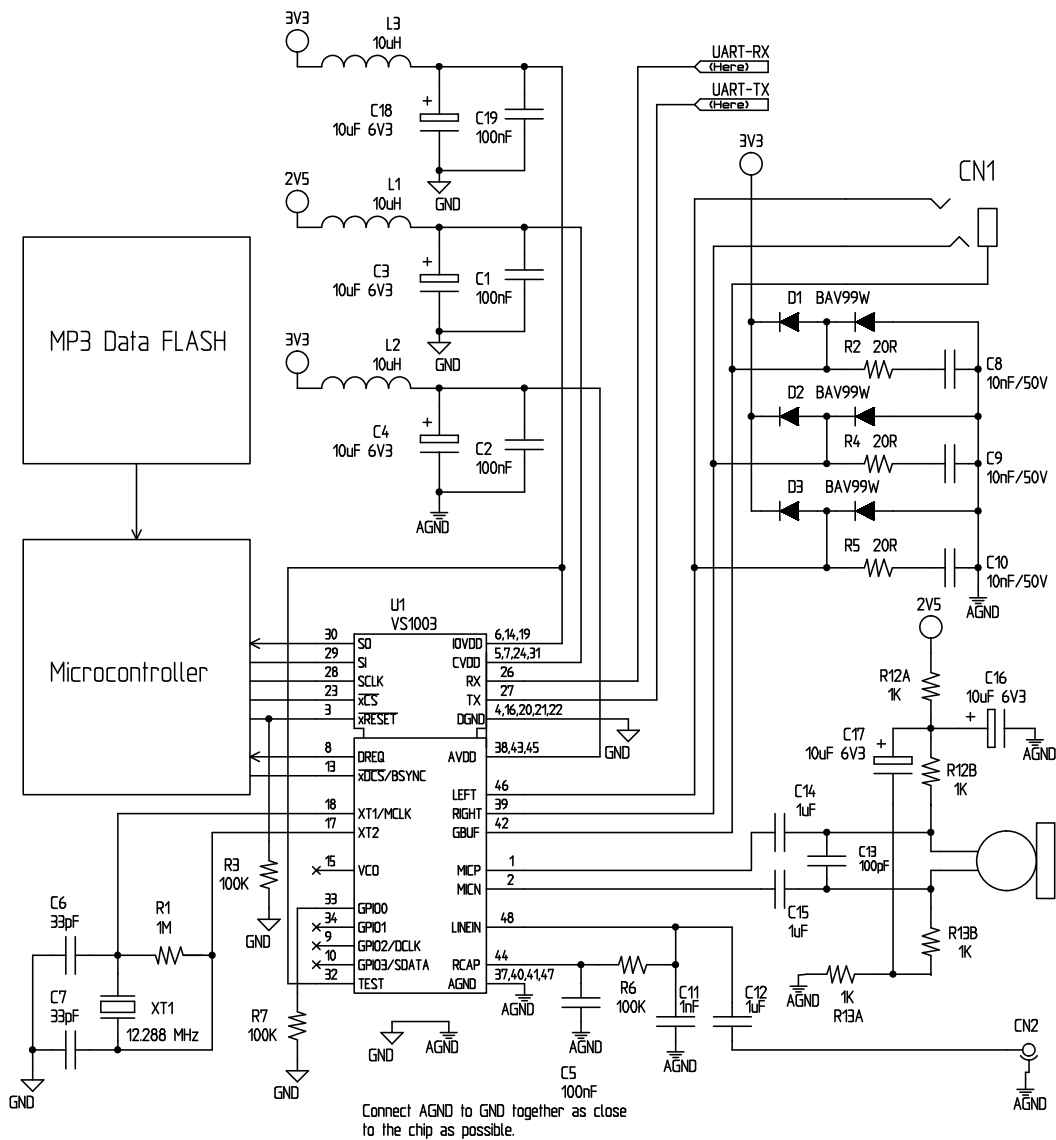 3V3
L3
10uH
C18
10uF 6V3
+
C19
100nF
GND
UART-RX
(Here)
UART-TX
(Here)
2V5
L1
10uH
C3
10uF 6V3
+
C1
100nF
GND
3V3
CN1
MP3 Data FLASH
3V3
L2
10uH
C4
10uF 6V3
+
C2
100nF
AGND
D1 BAV99W
R2 20R
C8
10nF/50V
D2 BAV99W
R4 20R
C9
10nF/50V
D3 BAV99W
R5 20R
C10
10nF/50V
AGND
Microcontroller
U1
VS1003
30 SO
29 SI
28 SCLK
23 xCS
3 xRESET
8 DREQ
13 xDCS/BSYNC
18 XT1/MCLK
17 XT2
15 VCO
33 GPIO0
34 GPIO1
9 GPIO2/DCLK
10 GPIO3/SDATA
32 TEST
IOVDD 6,14,19
CVDD 5,7,24,31
RX 26
TX 27
DGND 4,16,20,21,22
GND
AVDD 38,43,45
LEFT 46
RIGHT 39
GBUF 42
MICP 1
MICN 2
LINEIN 48
RCAP 44
AGND 37,40,41,47
AGND
2V5
R12A
1K
C16
10uF 6V3
+
AGND
C17
10uF 6V3
+
R12B
1K
C14
1uF
C13
100pF
C15
1uF
R13B
1K
AGND
1K
R13A
R3
100K
GND
C6
33pF
R1
1M
C7
33pF
XT1
12.288 MHz
GND
R7
100K
GND
GND
AGND
R6
100K
C5
100nF
AGND
C11
1nF
AGND
C12
1uF
CN2
AGND
Connect AGND to GND together as close
to the chip as possible.